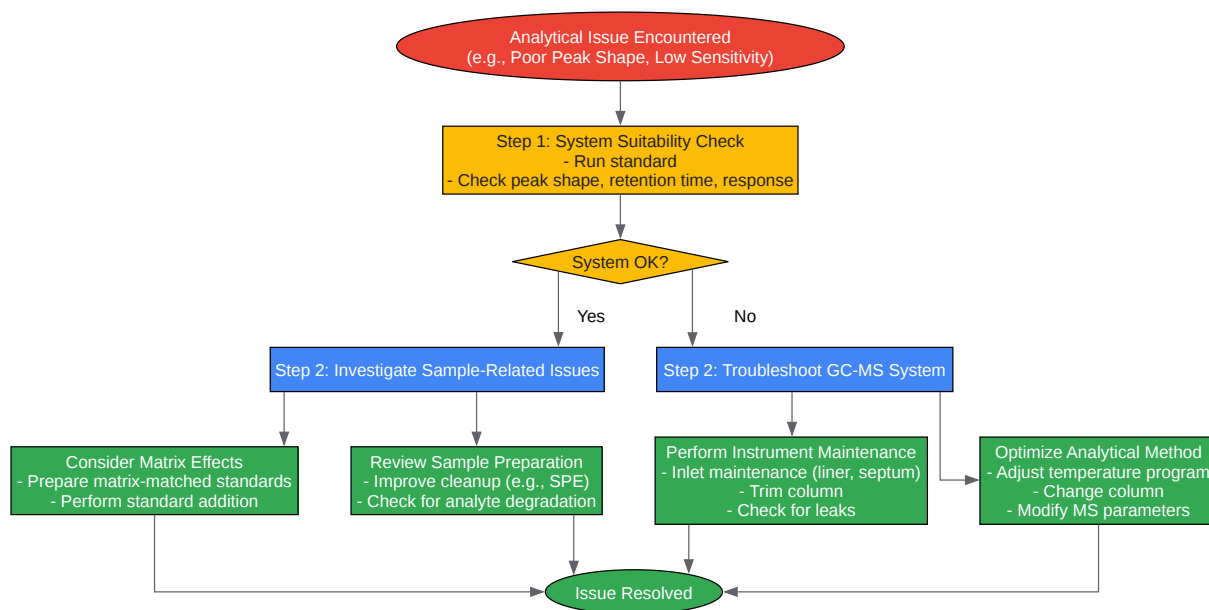 Analytical Issue Encountered
(e.g., Poor Peak Shape, Low Sensitivity)
Step 1: System Suitability Check
- Run standard
- Check peak shape, retention time, response
System OK?
Yes
No
Step 2: Investigate Sample-Related Issues
Step 2: Troubleshoot GC-MS System
Consider Matrix Effects
- Prepare matrix-matched standards
- Perform standard addition
Review Sample Preparation
- Improve cleanup (e.g., SPE)
- Check for analyte degradation
Perform Instrument Maintenance
- Inlet maintenance (liner, septum)
- Trim column
- Check for leaks
Optimize Analytical Method
- Adjust temperature program
- Change column
- Modify MS parameters
Issue Resolved